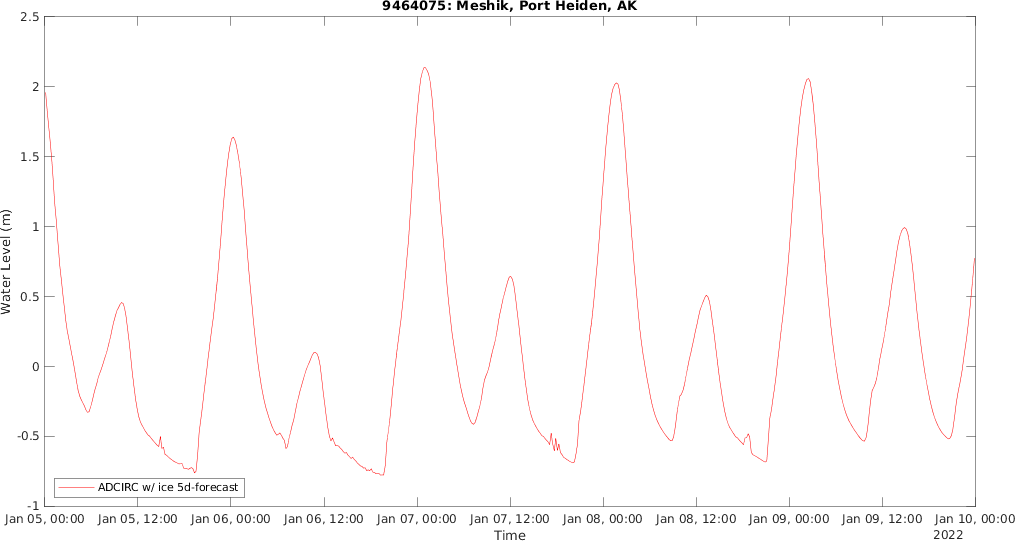 9464075: Meshik, Port Heiden, AK
2.5
2
1.5
1
0.5
0
-0.5
-1
Water Level (m)
ADCIRC w/ ice 5d-forecast
Jan 05, 00:00 Jan 05, 12:00 Jan 06, 00:00 Jan 06, 12:00 Jan 07, 00:00 Jan 07, 12:00 Jan 08, 00:00 Jan 08, 12:00 Jan 09, 00:00 Jan 09, 12:00 Jan 10, 00:00
Time
2022